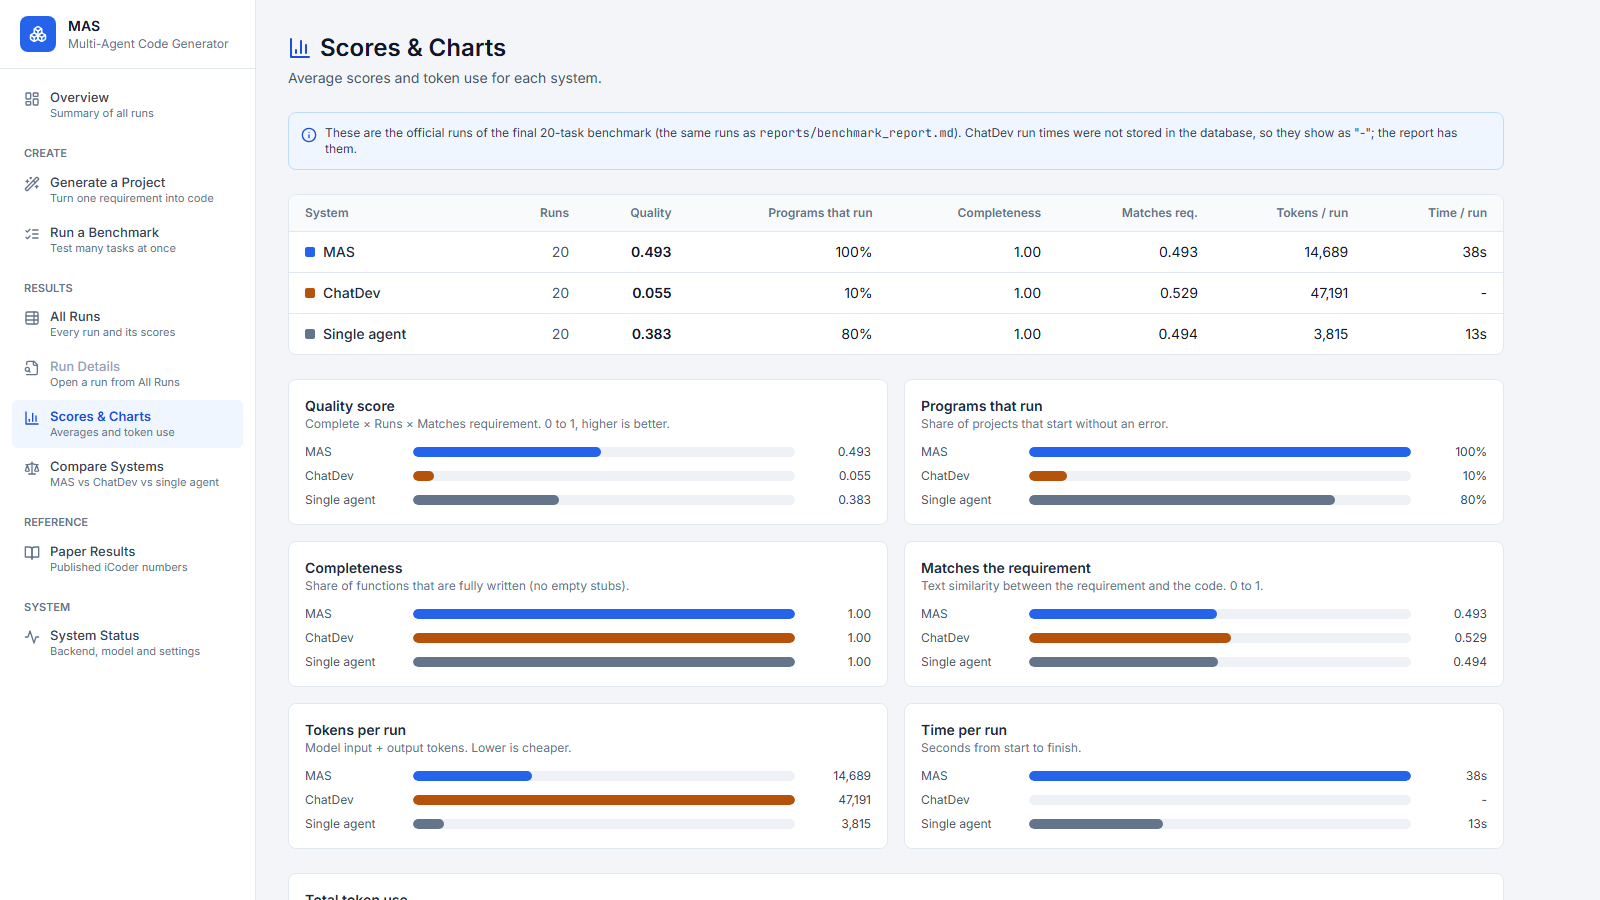 MAS
Multi-Agent Code Generator
Overview
Summary of all runs
CREATE
Generate a Project
Turn one requirement into code
Run a Benchmark
Test many tasks at once
RESULTS
All Runs
Every run and its scores
Run Details
Open a run from All Runs
Scores & Charts
Averages and token use
Compare Systems
MAS vs ChatDev vs single agent
REFERENCE
Paper Results
Published iCoder numbers
SYSTEM
System Status
Backend, model and settings
Scores & Charts
Average scores and token use for each system.
These are the official runs of the final 20-task benchmark (the same runs as reports/benchmark_report.md). ChatDev run times were not stored in the database, so they show as "-"; the report has
them.
System Runs Quality Programs that run Completeness Matches req. Tokens / run Time / run
MAS 20 0.493 100% 1.00 0.493 14,689 38s
ChatDev 20 0.055 10% 1.00 0.529 47,191 -
Single agent 20 0.383 80% 1.00 0.494 3,815 13s
Quality score
Complete × Runs × Matches requirement. 0 to 1, higher is better.
MAS 0.493
ChatDev 0.055
Single agent 0.383
Programs that run
Share of projects that start without an error.
MAS 100%
ChatDev 10%
Single agent 80%
Completeness
Share of functions that are fully written (no empty stubs).
MAS 1.00
ChatDev 1.00
Single agent 1.00
Matches the requirement
Text similarity between the requirement and the code. 0 to 1.
MAS 0.493
ChatDev 0.529
Single agent 0.494
Tokens per run
Model input + output tokens. Lower is cheaper.
MAS 14,689
ChatDev 47,191
Single agent 3,815
Time per run
Seconds from start to finish.
MAS 38s
ChatDev -
Single agent 13s
Total token use